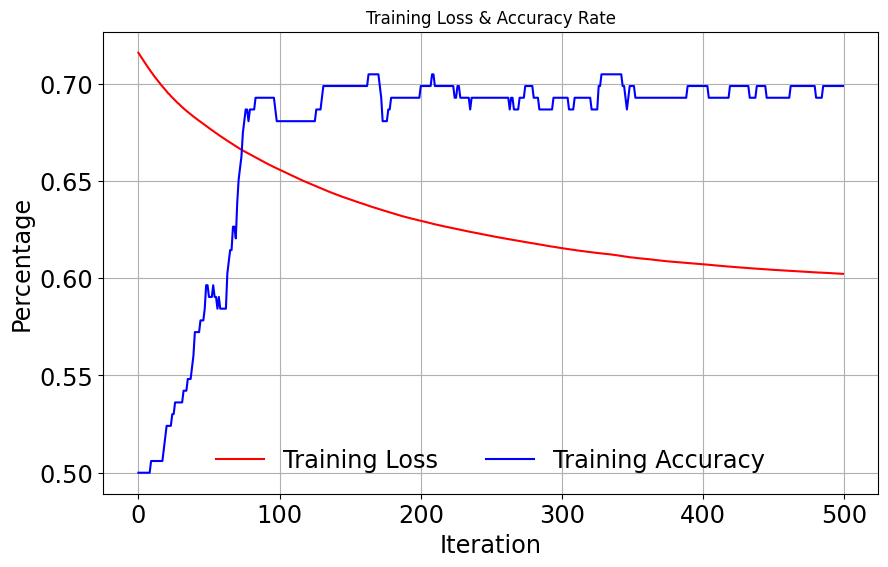 Training Loss & Accuracy Rate
Percentage
0.70
0.65
0.60
0.55
0.50
Training Loss Training Accuracy
0 100 200 300 400 500
Iteration